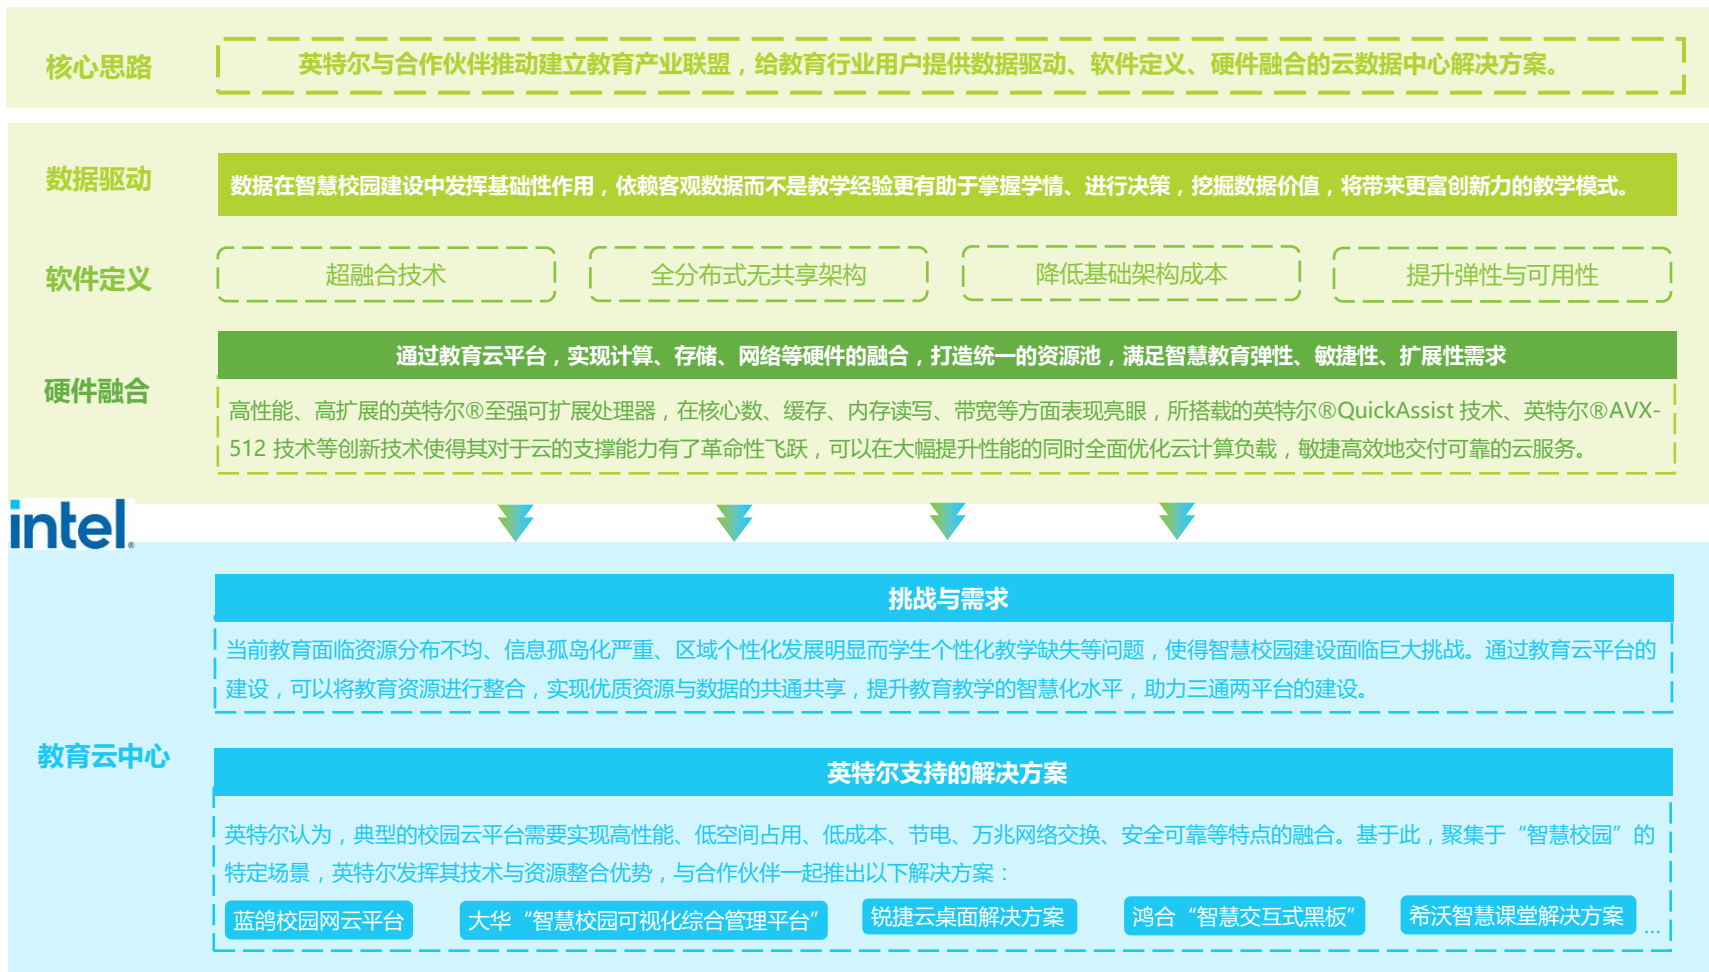 核心思路
英特尔与合作伙伴推动建立教育产业联盟，给教育行业用户提供数据驱动、软件定义、硬件融合的云数据中心解决方案。
数据驱动
数据在智慧校园建设中发挥基础性作用，依赖客观数据而不是教学经验更有助于掌握学情、进行决策，挖掘数据价值，将带来更富创新力的教学模式。
软件定义
超融合技术
全分布式无共享架构
降低基础架构成本
提升弹性与可用性
硬件融合
通过教育云平台，实现计算、存储、网络等硬件的融合，打造统一的资源池，满足智慧教育弹性、敏捷性、扩展性需求
高性能、高扩展的英特尔®至强可扩展处理器，在核心数、缓存、内存读写、带宽等方面表现亮眼，所搭载的英特尔®QuickAssist 技术、英特尔®AVX-
512 技术等创新技术使得其对于云的支撑能力有了革命性飞跃，可以在大幅提升性能的同时全面优化云计算负载，敏捷高效地交付可靠的云服务。
intel®
教育云中心
挑战与需求
当前教育面临资源分布不均、信息孤岛化严重、区域个性化发展明显而学生个性化教学缺失等问题，使得智慧校园建设面临巨大挑战。通过教育云平台的
建设，可以将教育资源进行整合，实现优质资源与数据的共通共享，提升教育教学的智慧化水平，助力三通两平台的建设。
英特尔支持的解决方案
英特尔认为，典型的校园云平台需要实现高性能、低空间占用、低成本、节电、万兆网络交换、安全可靠等特点的融合。基于此，聚集于“智慧校园”的
特定场景，英特尔发挥其技术与资源整合优势，与合作伙伴一起推出以下解决方案：
蓝鸽校园网云平台
大华“智慧校园可视化综合管理平台”
锐捷云桌面解决方案
鸿合“智慧交互式黑板”
希沃智慧课堂解决方案
...